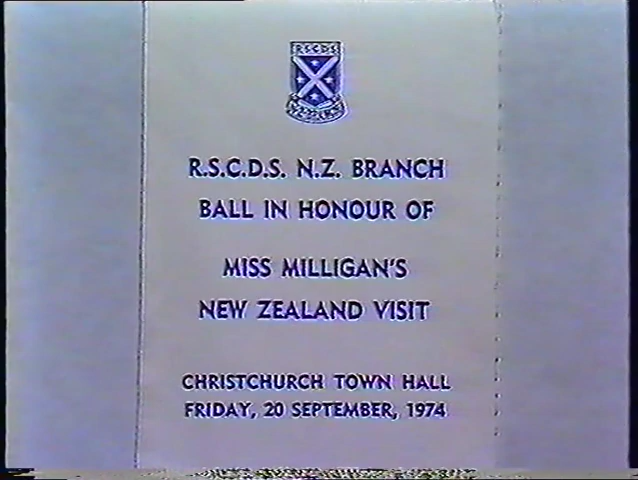 R S C D S
R.S.C.D.S. N.Z. BRANCH
BALL IN HONOUR OF
MISS MILLIGAN'S
NEW ZEALAND VISIT
CHRISTCHURCH TOWN HALL
FRIDAY, 20 SEPTEMBER, 1974